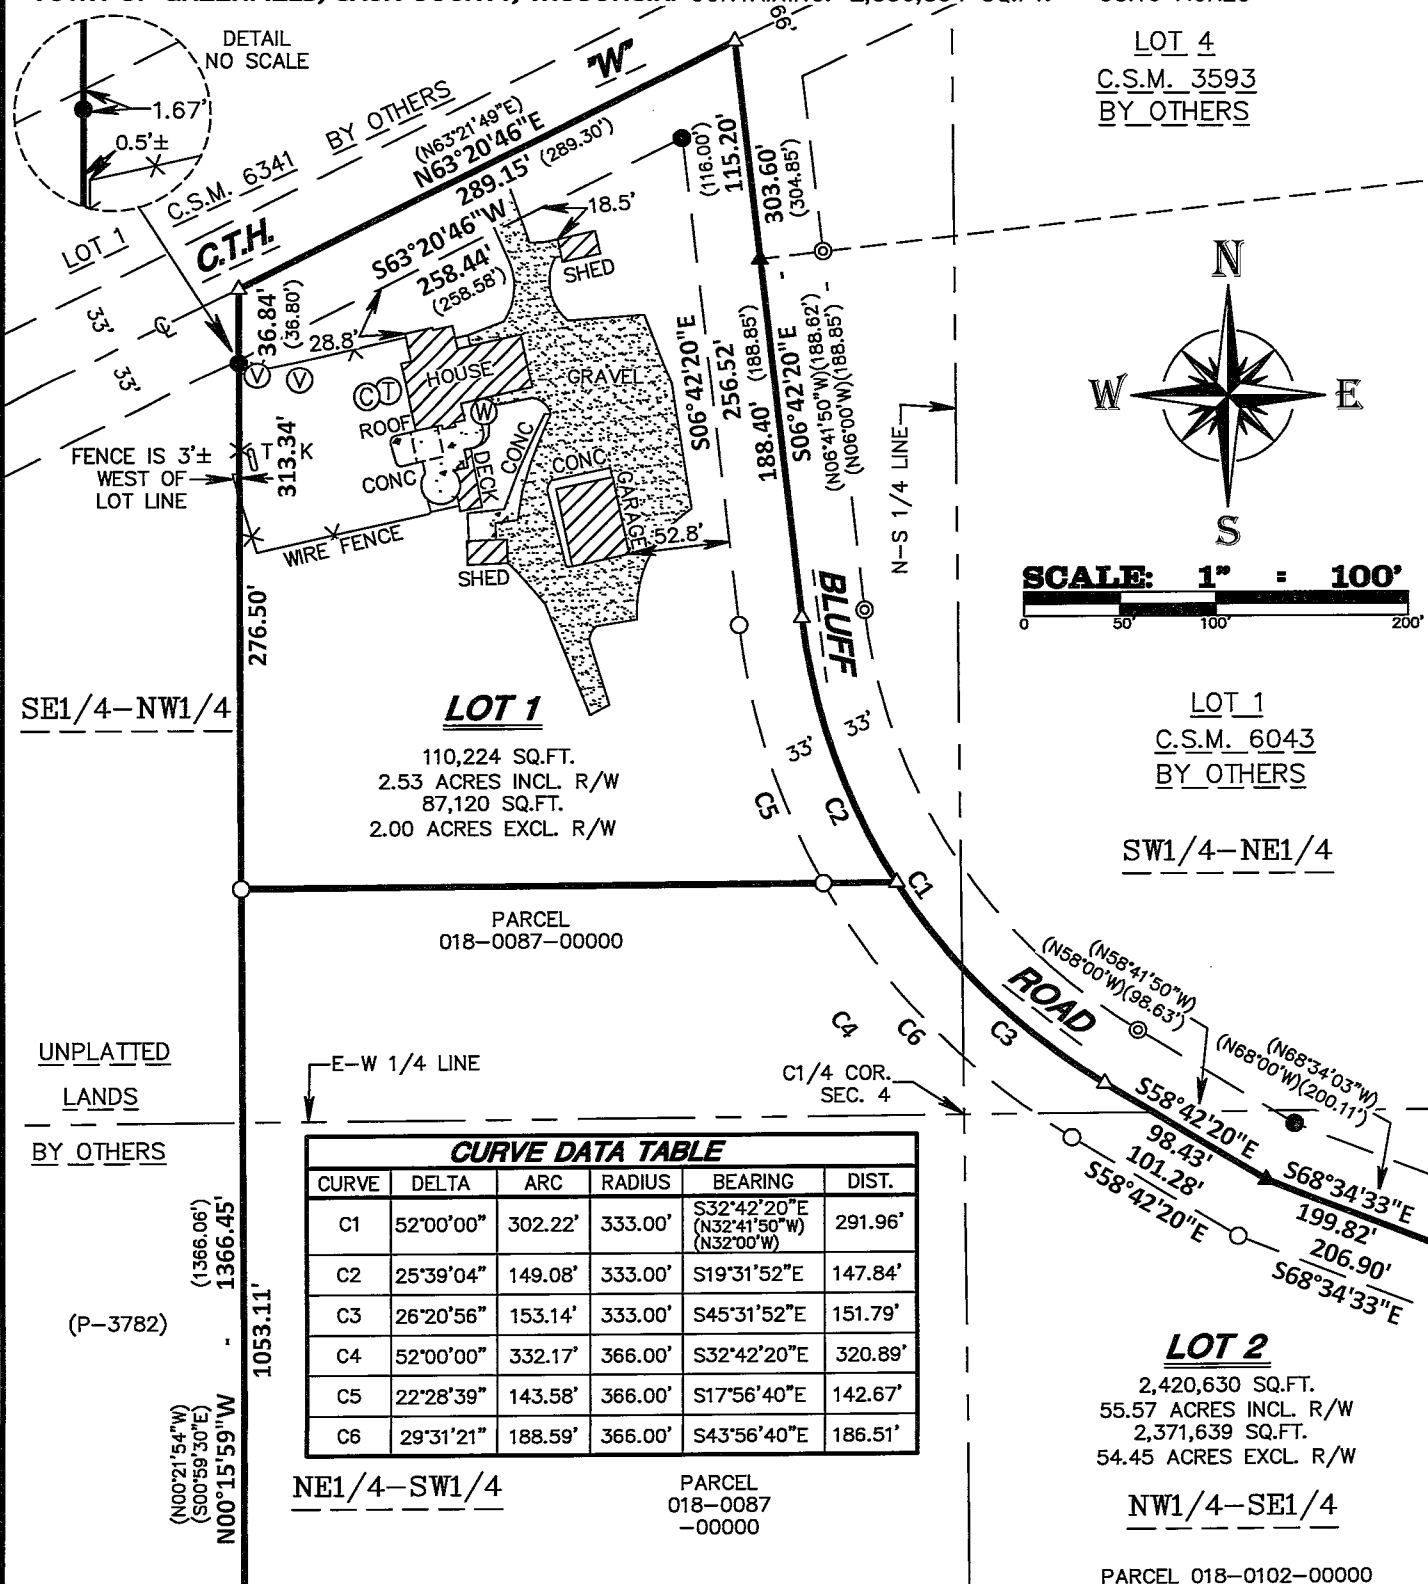 DETAIL
NO SCALE
1.67'
0.5'±
LOT 1 C.S.M. 6341 BY OTHERS
C.T.H. "W"
(N63°21'49"E)
N63°20'46"E
289.15' (289.30')
S63°20'46"W
258.44'
(258.58')
18.5'
SHED
66'
LOT 4
C.S.M. 3593
BY OTHERS
(116.00')
115.20'
303.60'
(304.85')
33'
33'
36.84'
(36.80')
28.8'
V
V
C
T
HOUSE
GRAVEL
ROOF
W
T K
FENCE IS 3'±
WEST OF
LOT LINE
313.34'
CONC
DECK
CONC
CONC
GARAGE
52.8'
WIRE FENCE
SHED
276.50'
S06°42'20"E
256.52'
188.40' (188.85')
S06°42'20"E
(N06°41'50"W)(188.62')
(N06°00'W)(188.85')
N-S 1/4 LINE
N
W
E
S
SCALE: 1" = 100'
0 50' 100' 200'
BLUFF
SE1/4-NW1/4
LOT 1
110,224 SQ.FT.
2.53 ACRES INCL. R/W
87,120 SQ.FT.
2.00 ACRES EXCL. R/W
33'
33'
C5
C2
C1
LOT 1
C.S.M. 6043
BY OTHERS
SW1/4-NE1/4
PARCEL
018-0087-00000
ROAD
C4
C6
C3
(N58°41'50"W)
(N58°00'W)(98.63')
(N68°34'03"W)
(N68°00'W)(200.11')
UNPLATTED
LANDS
BY OTHERS
E-W 1/4 LINE
C1/4 COR.
SEC. 4
S58°42'20"E
98.43'
101.28'
S58°42'20"E
S68°34'33"E
199.82'
206.90'
S68°34'33"E
CURVE DATA TABLE
CURVE DELTA ARC RADIUS BEARING DIST.
C1 52°00'00" 302.22' 333.00' S32°42'20"E (N32°41'50"W) (N32°00'W) 291.96'
C2 25°39'04" 149.08' 333.00' S19°31'52"E 147.84'
C3 26°20'56" 153.14' 333.00' S45°31'52"E 151.79'
C4 52°00'00" 332.17' 366.00' S32°42'20"E 320.89'
C5 22°28'39" 143.58' 366.00' S17°56'40"E 142.67'
C6 29°31'21" 188.59' 366.00' S43°56'40"E 186.51'
(1366.06')
1366.45'
1053.11'
(P-3782)
(N00°21'54"W)
(S00°59'30"E)
N00°15'59"W -
NE1/4-SW1/4
PARCEL
018-0087
-00000
LOT 2
2,420,630 SQ.FT.
55.57 ACRES INCL. R/W
2,371,639 SQ.FT.
54.45 ACRES EXCL. R/W
NW1/4-SE1/4
PARCEL 018-0102-00000